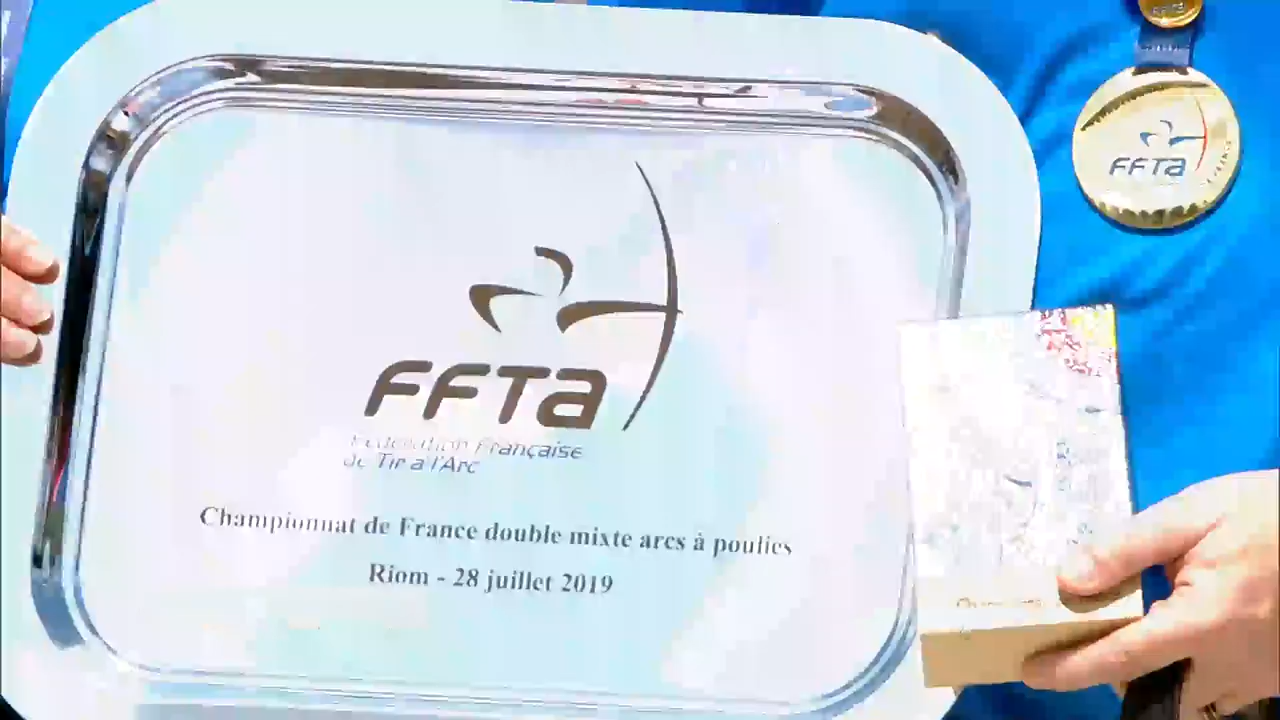 FFTa
Fédération Française
de Tir à l'Arc
Championnat de France double mixte arcs à poulies
Riom - 28 juillet 2019
FFTa